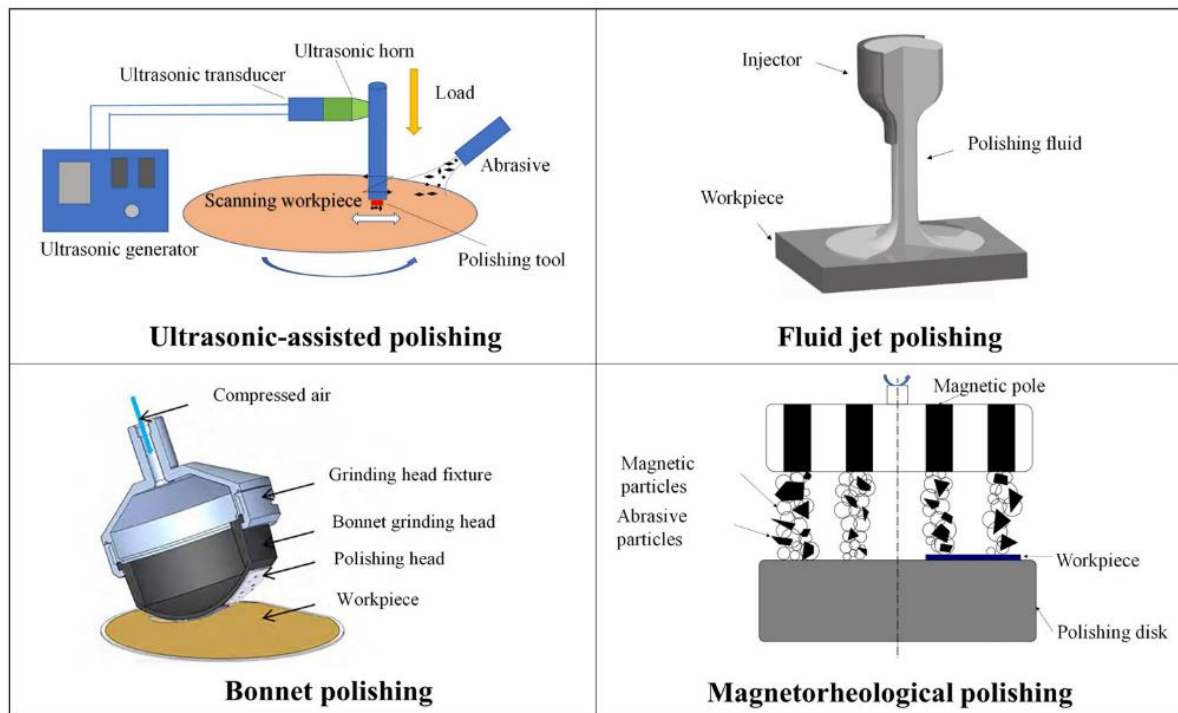 Ultrasonic horn
Ultrasonic transducer
Load
Abrasive
Scanning workpiece
Ultrasonic generator
Polishing tool
Ultrasonic-assisted polishing
Injector
Polishing fluid
Workpiece
Fluid jet polishing
Compressed air
Grinding head fixture
Bonnet grinding head
Polishing head
Workpiece
Bonnet polishing
Magnetic pole
Magnetic
particles
Abrasive
particles
Workpiece
Polishing disk
Magnetorheological polishing